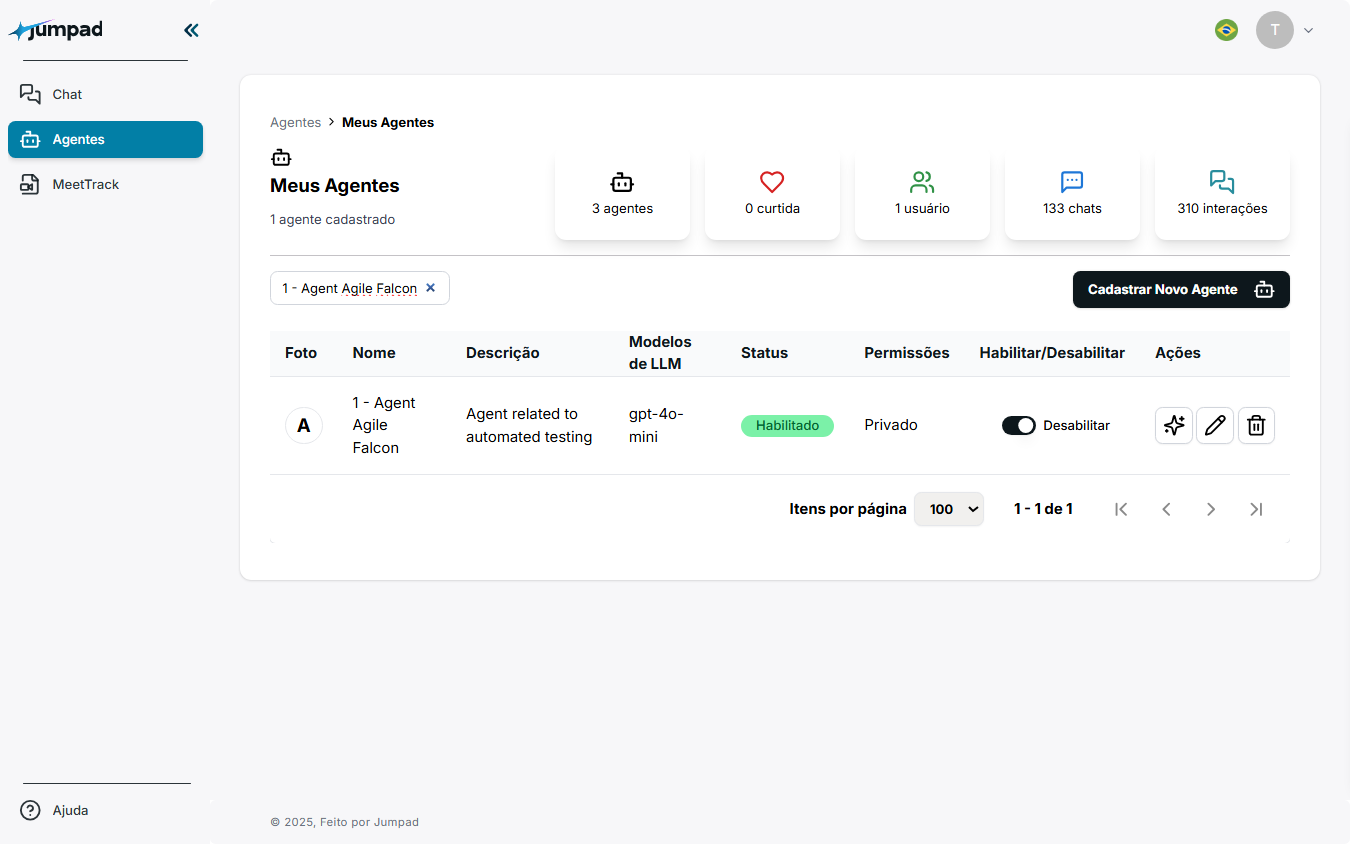 jumpad
T
Chat
Agentes
MeetTrack
Agentes > Meus Agentes
Meus Agentes
1 agente cadastrado
3 agentes
0 curtida
1 usuário
133 chats
310 interações
1 - Agent Agile Falcon ×
Cadastrar Novo Agente
Foto Nome Descrição Modelos de LLM Status Permissões Habilitar/Desabilitar Ações
A
1 - Agent
Agile
Falcon
Agent related to
automated testing
gpt-4o-
mini
Habilitado
Privado
Desabilitar
Itens por página 100 1 - 1 de 1
Ajuda
© 2025, Feito por Jumpad